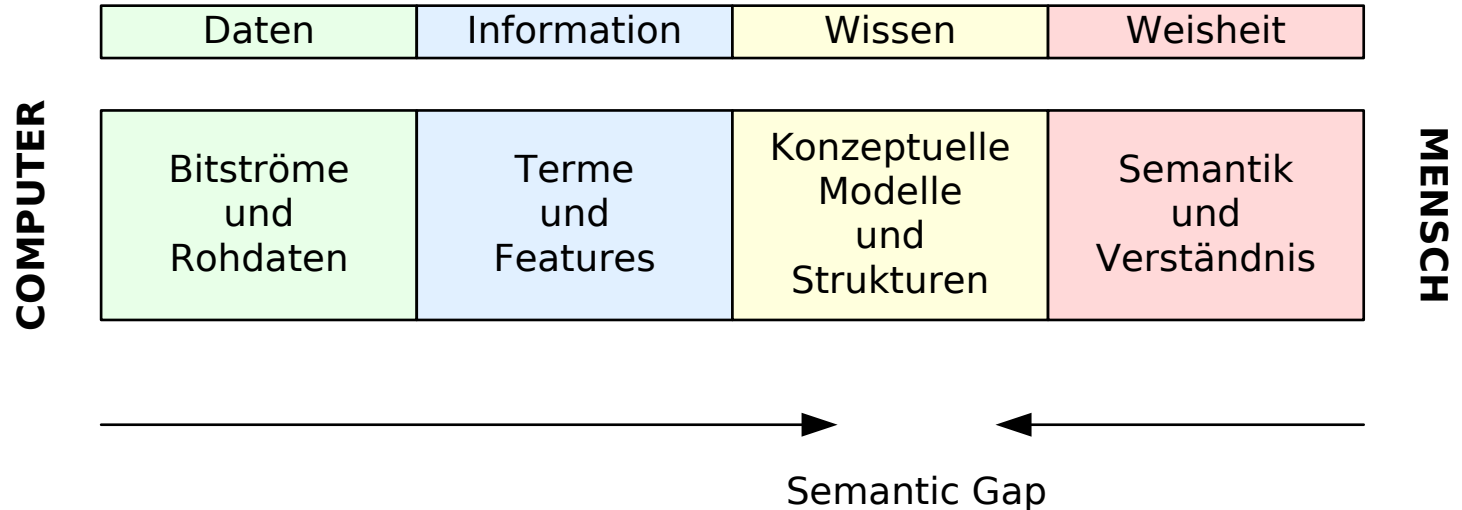 Daten
Information
Wissen
Weisheit
COMPUTER
Bitströme
und
Rohdaten
Terme
und
Features
Konzeptuelle
Modelle
und
Strukturen
Semantik
und
Verständnis
MENSCH
Semantic Gap